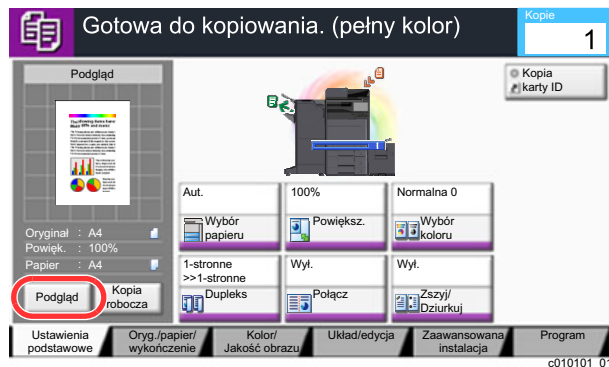 Gotowa do kopiowania. (pełny kolor)
Kopie
1
Podgląd
Kopia
karty ID
Oryginał : A4
Powięk. : 100%
Papier : A4
Podgląd
Kopia
robocza
Aut.
Wybór
papieru
100%
Powiększ.
Normalna 0
Wybór
koloru
1-stronne
>>1-stronne
Dupleks
Wył.
Połącz
Wył.
Zszyj/
Dziurkuj
Ustawienia
podstawowe
Oryg./papier/
wykończenie
Kolor/
Jakość obrazu
Układ/edycja
Zaawansowana
instalacja
Program
c010101_01